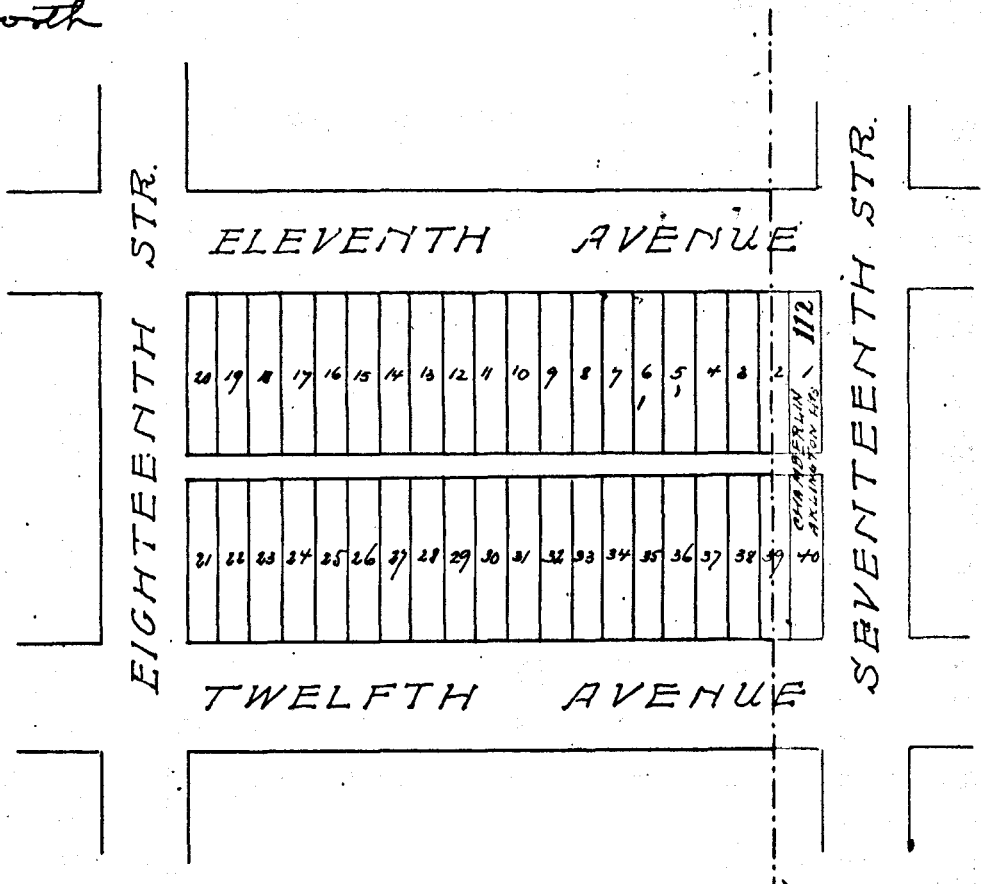 EIGHTEENTH STR.
ELEVENTH AVENUE
SEVENTEENTH STR.
20 19 18 17 16 15 14 13 12 11 10 9 8 7 6 5 4 3 2 1 112
CHAMBERLIN
ARLINGTON HTS
21 22 23 24 25 26 27 28 29 30 31 32 33 34 35 36 37 38 39 40
TWELFTH AVENUE